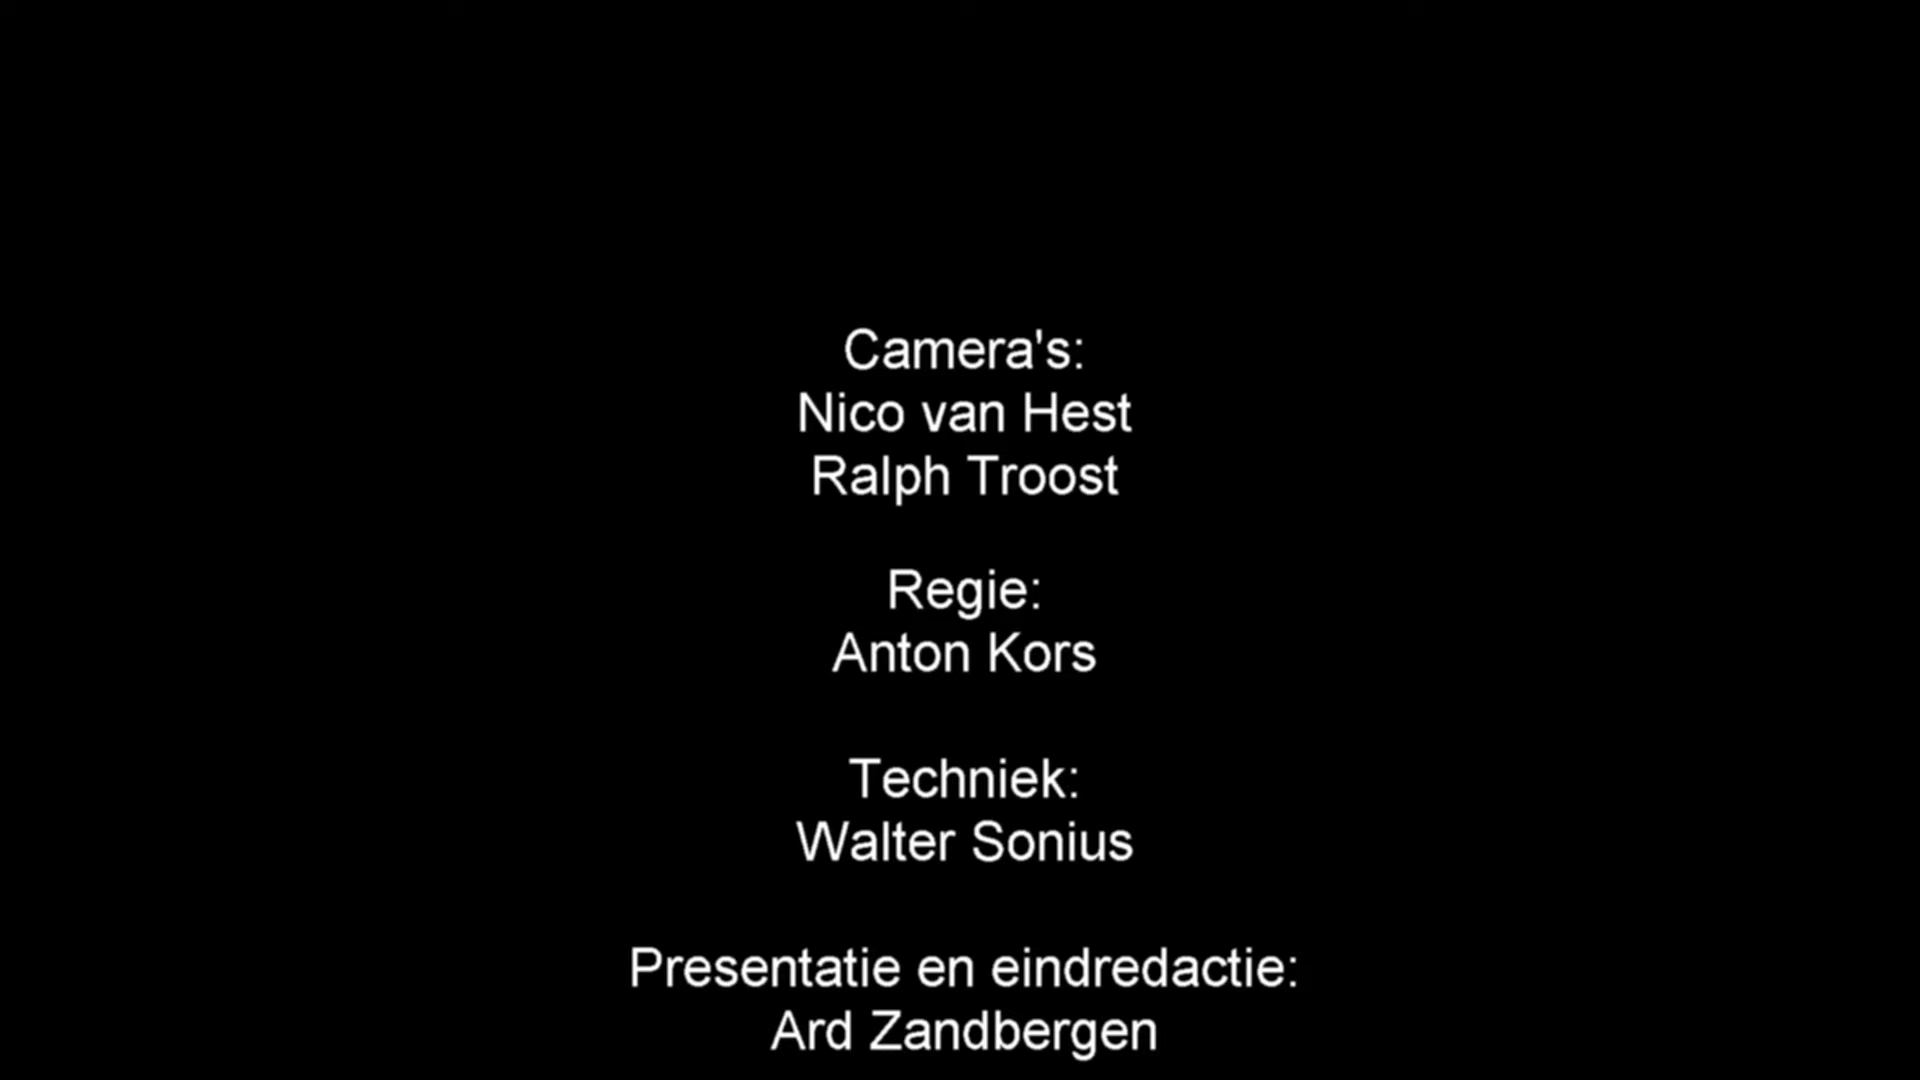 Camera's:
Nico van Hest
Ralph Troost
Regie:
Anton Kors
Techniek:
Walter Sonius
Presentatie en eindredactie:
Ard Zandbergen